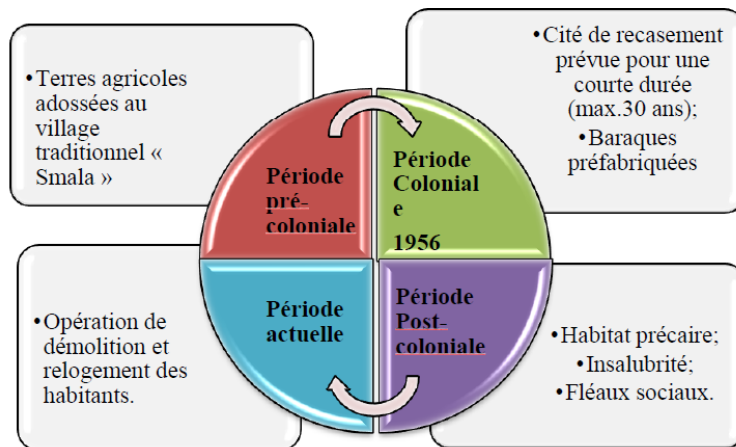 •Terres agricoles
adossées au
village
traditionnel «
Smala »
•Cité de recasement
prévue pour une
courte durée
(max.30 ans);
•Baraques
préfabriquées
Période
pré-
coloniale
Période
Colonial
e
1956
Période
actuelle
Période
Post-
coloniale
•Opération de
démolition et
relogement des
habitants.
•Habitat précaire;
•Insalubrité;
•Fléaux sociaux.